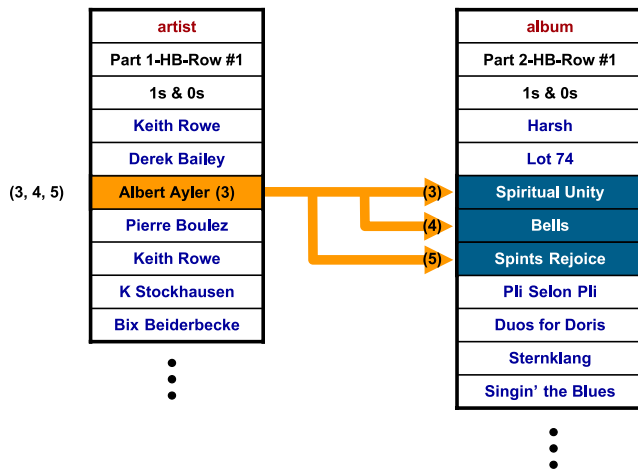 artist
Part 1-HB-Row #1
1s & 0s
Keith Rowe
Derek Bailey
(3, 4, 5)
Albert Ayler (3)
Pierre Boulez
Keith Rowe
K Stockhausen
Bix Beiderbecke
(3)
(4)
(5)
album
Part 2-HB-Row #1
1s & 0s
Harsh
Lot 74
Spiritual Unity
Bells
Spints Rejoice
Pli Selon Pli
Duos for Doris
Sternklang
Singin’ the Blues